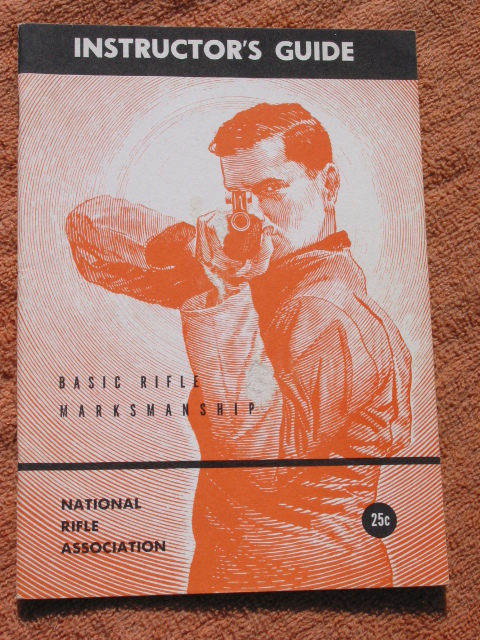 INSTRUCTOR'S GUIDE
BASIC RIFLE
MARKSMANSHIP
NATIONAL
RIFLE
ASSOCIATION
25c